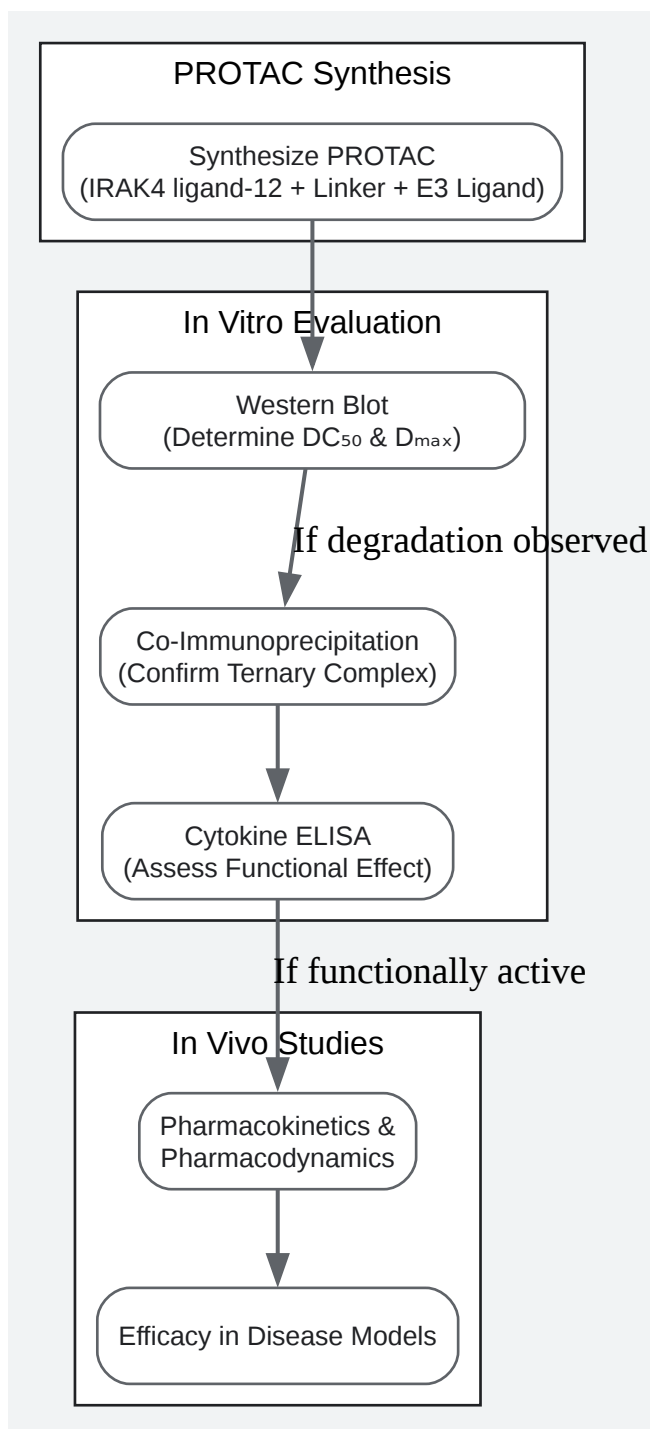 PROTAC Synthesis
Synthesize PROTAC
(IRAK4 ligand-12 + Linker + E3 Ligand)
In Vitro Evaluation
Western Blot
(Determine DC₅₀ & Dₘₐₓ)
If degradation observed
Co-Immunoprecipitation
(Confirm Ternary Complex)
Cytokine ELISA
(Assess Functional Effect)
If functionally active
In Vivo Studies
Pharmacokinetics &
Pharmacodynamics
Efficacy in Disease Models